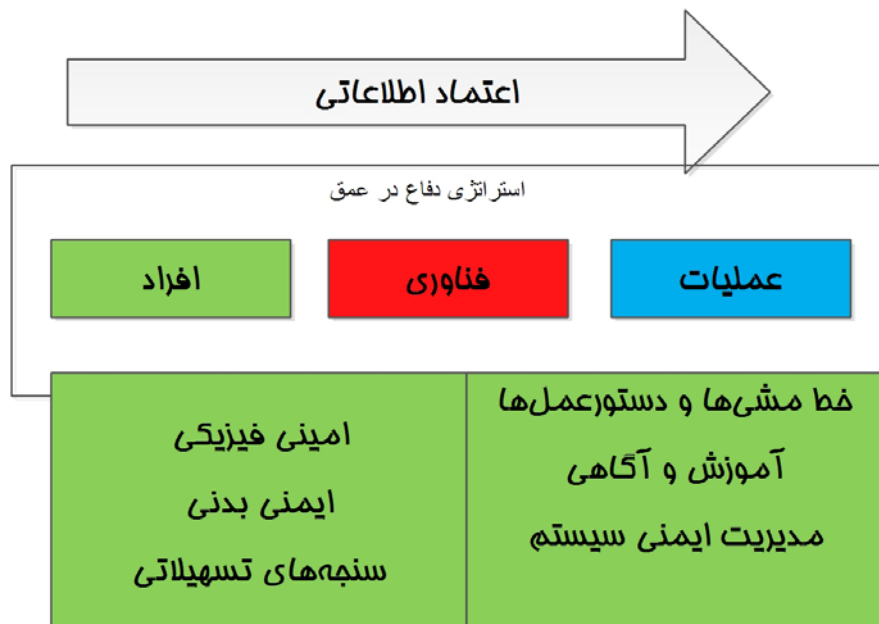 اعتماد اطلاعاتی
استراتژی دفاع در عمق
عملیات
فناوری
افراد
خط مشی‌ها و دستورعمل‌ها
آموزش و آگاهی
مدیریت ایمنی سیستم
امینی فیزیکی
ایمنی بدنی
سنجه‌های تسهیلاتی